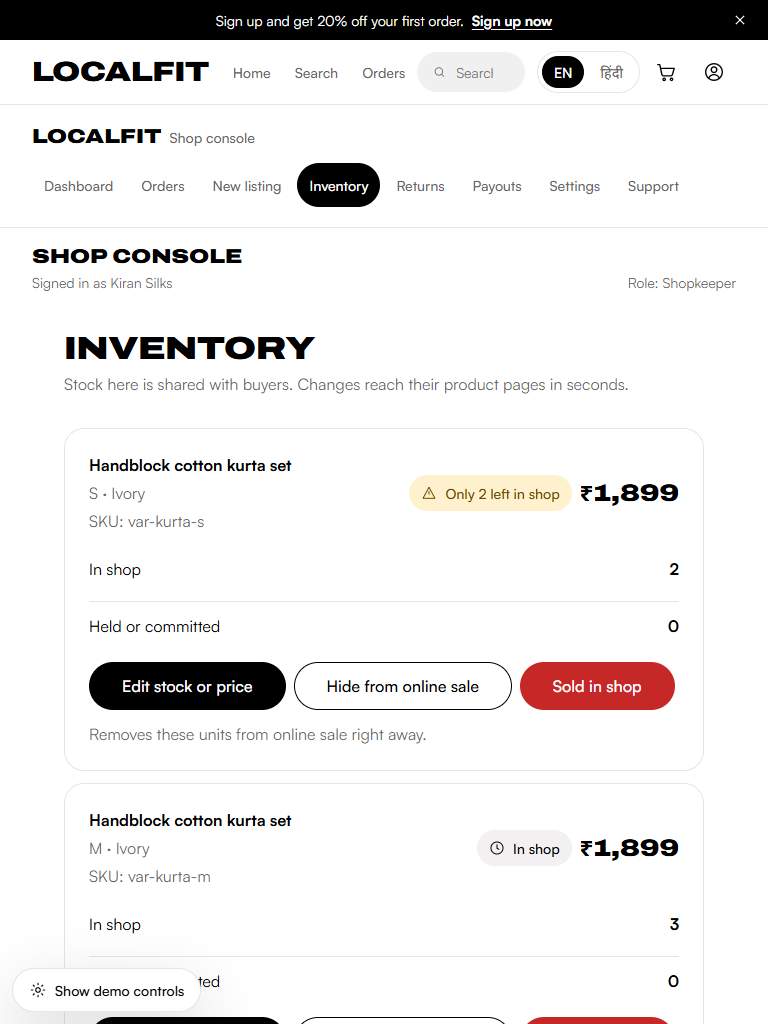 Sign up and get 20% off your first order. Sign up now
LOCALFIT Home Search Orders Searcl EN हिंदी
LOCALFIT Shop console
Dashboard Orders New listing Inventory Returns Payouts Settings Support
SHOP CONSOLE
Signed in as Kiran Silks Role: Shopkeeper
INVENTORY
Stock here is shared with buyers. Changes reach their product pages in seconds.
Handblock cotton kurta set
S · Ivory
Only 2 left in shop ₹1,899
SKU: var-kurta-s
In shop 2
Held or committed 0
Edit stock or price Hide from online sale Sold in shop
Removes these units from online sale right away.
Handblock cotton kurta set
M · Ivory
In shop ₹1,899
SKU: var-kurta-m
In shop 3
ted 0
Show demo controls